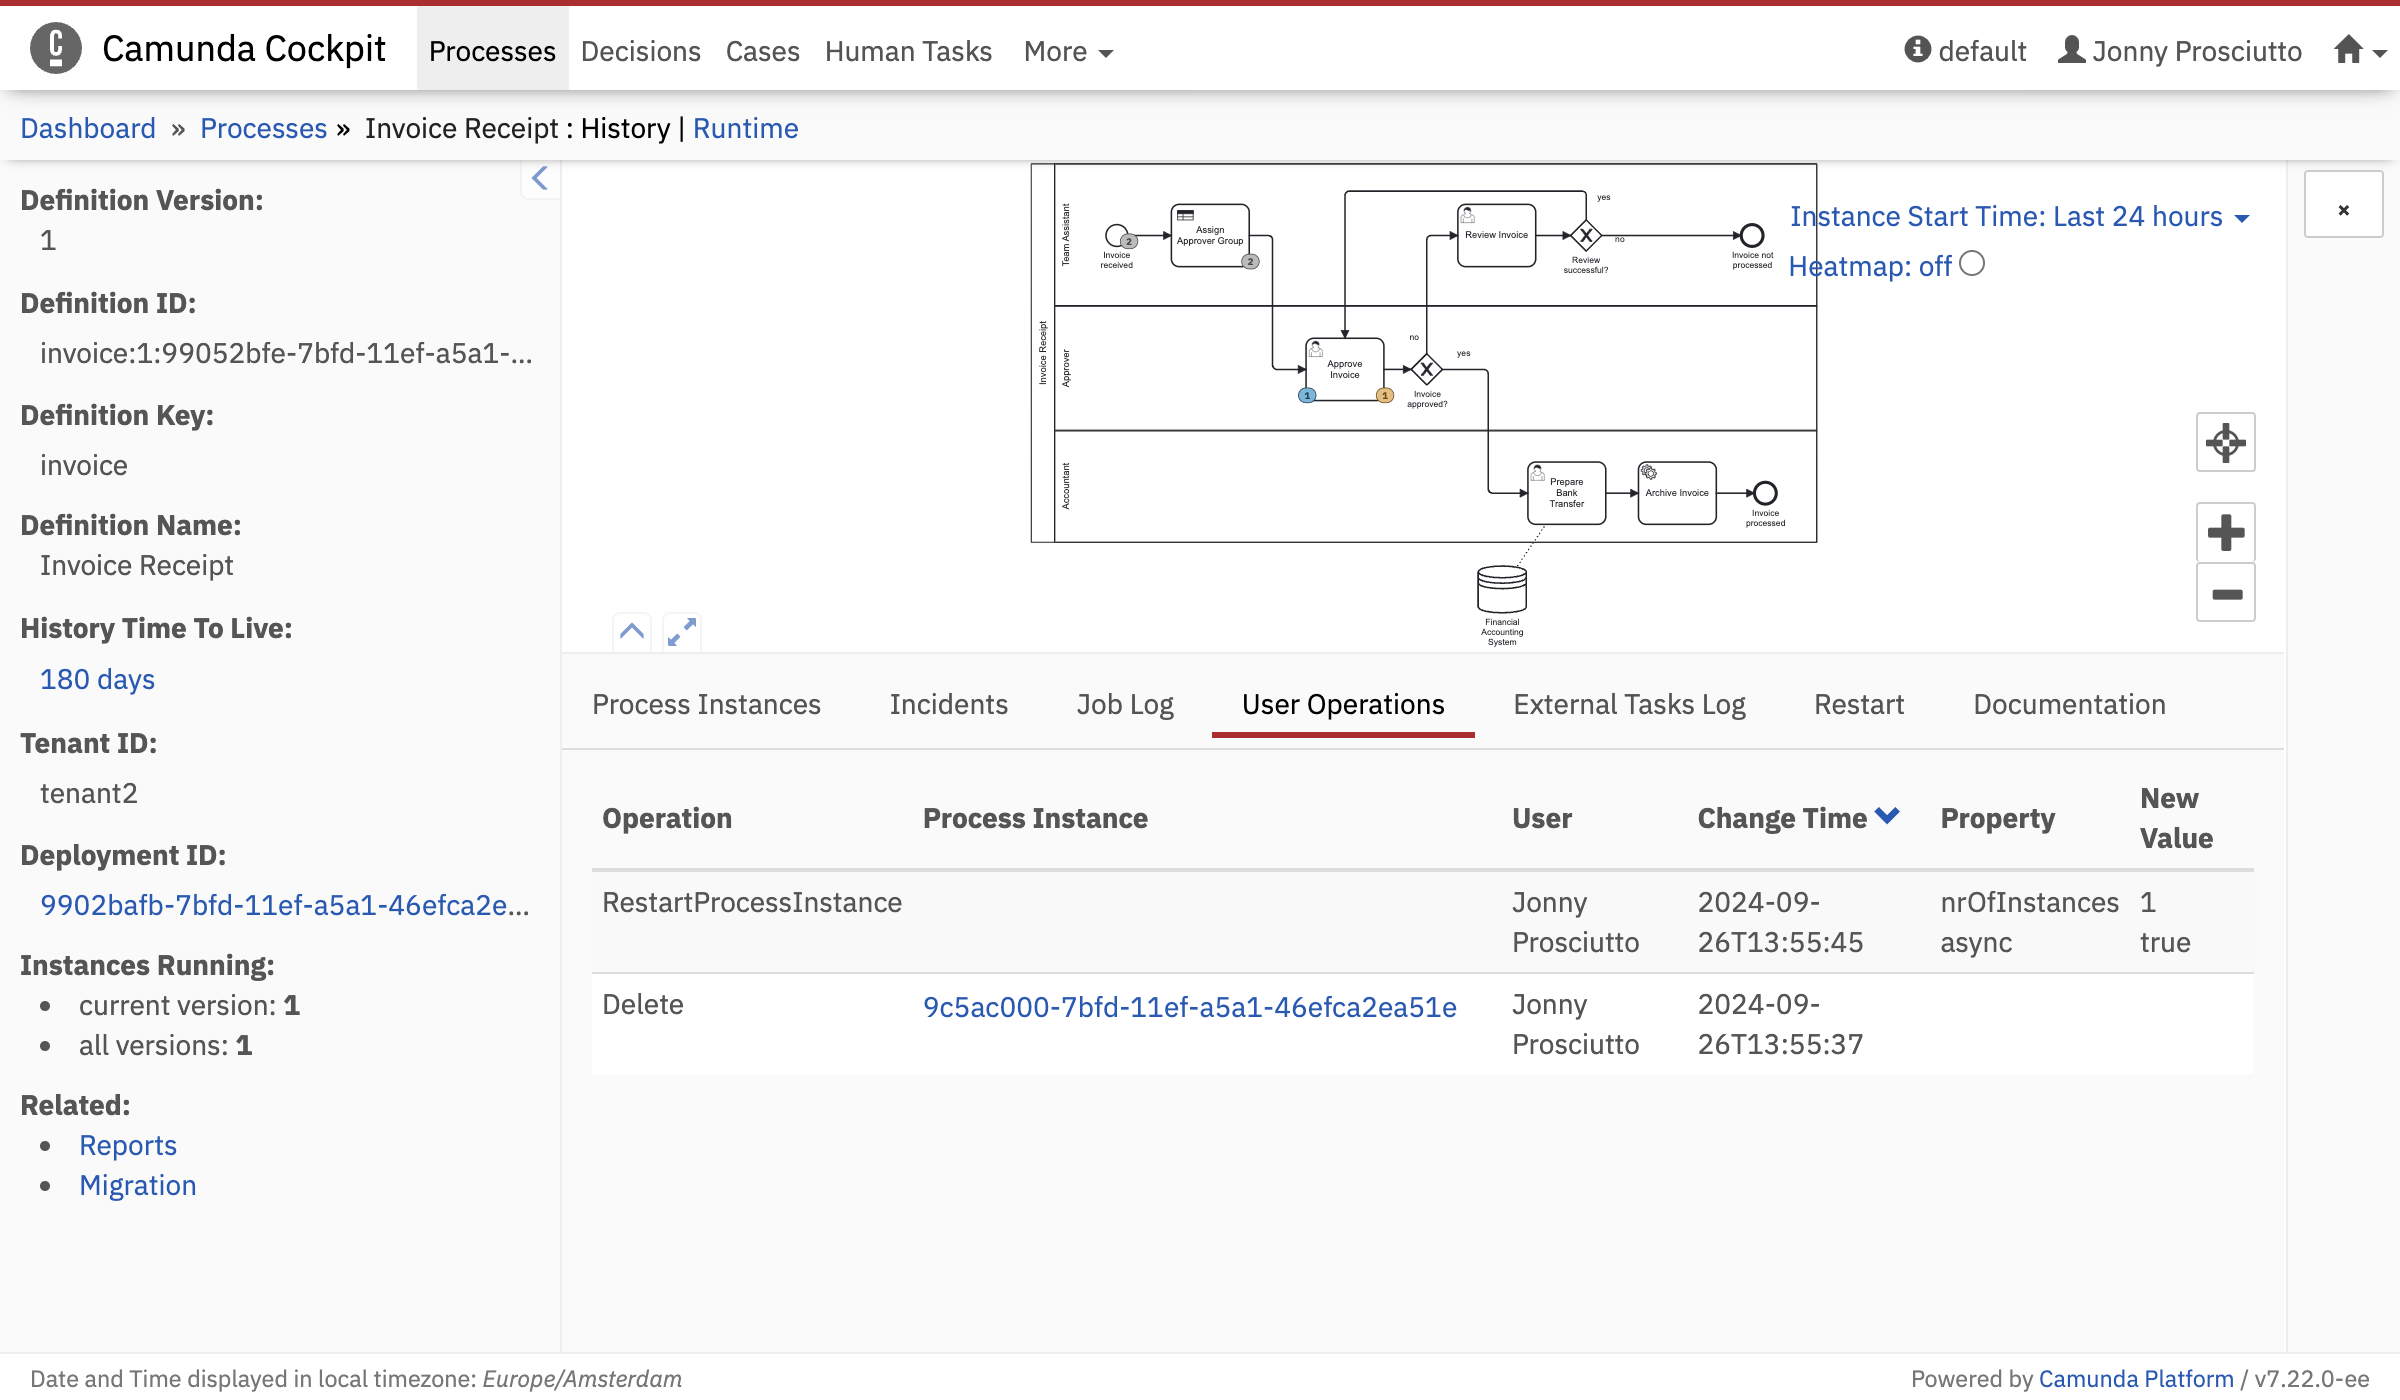 Camunda Cockpit
Processes
Decisions
Cases
Human Tasks
More
default
Jonny Prosciutto
Dashboard » Processes » Invoice Receipt : History | Runtime
Definition Version:
1
Definition ID:
invoice:1:99052bfe-7bfd-11ef-a5a1-...
Definition Key:
invoice
Definition Name:
Invoice Receipt
History Time To Live:
180 days
Tenant ID:
tenant2
Deployment ID:
9902bafb-7bfd-11ef-a5a1-46efca2e...
Instances Running:
current version: 1
all versions: 1
Related:
Reports
Migration
Invoice Receipt
Team Assistant
Invoice
received
2
Assign
Approver Group
2
Review Invoice
yes
no
Review
successful?
Invoice not
processed
Instance Start Time: Last 24 hours
Heatmap: off
×
Approver
Approve
Invoice
1
1
no
yes
Invoice
approved?
Accountant
Prepare
Bank
Transfer
Archive Invoice
Invoice
processed
Financial
Accounting
System
Process Instances
Incidents
Job Log
User Operations
External Tasks Log
Restart
Documentation
Operation
Process Instance
User
Change Time
Property
New
Value
RestartProcessInstance
Jonny
Prosciutto
2024-09-
26T13:55:45
nrOfInstances
async
1
true
Delete
9c5ac000-7bfd-11ef-a5a1-46efca2ea51e
Jonny
Prosciutto
2024-09-
26T13:55:37
Date and Time displayed in local timezone: Europe/Amsterdam
Powered by Camunda Platform / v7.22.0-ee